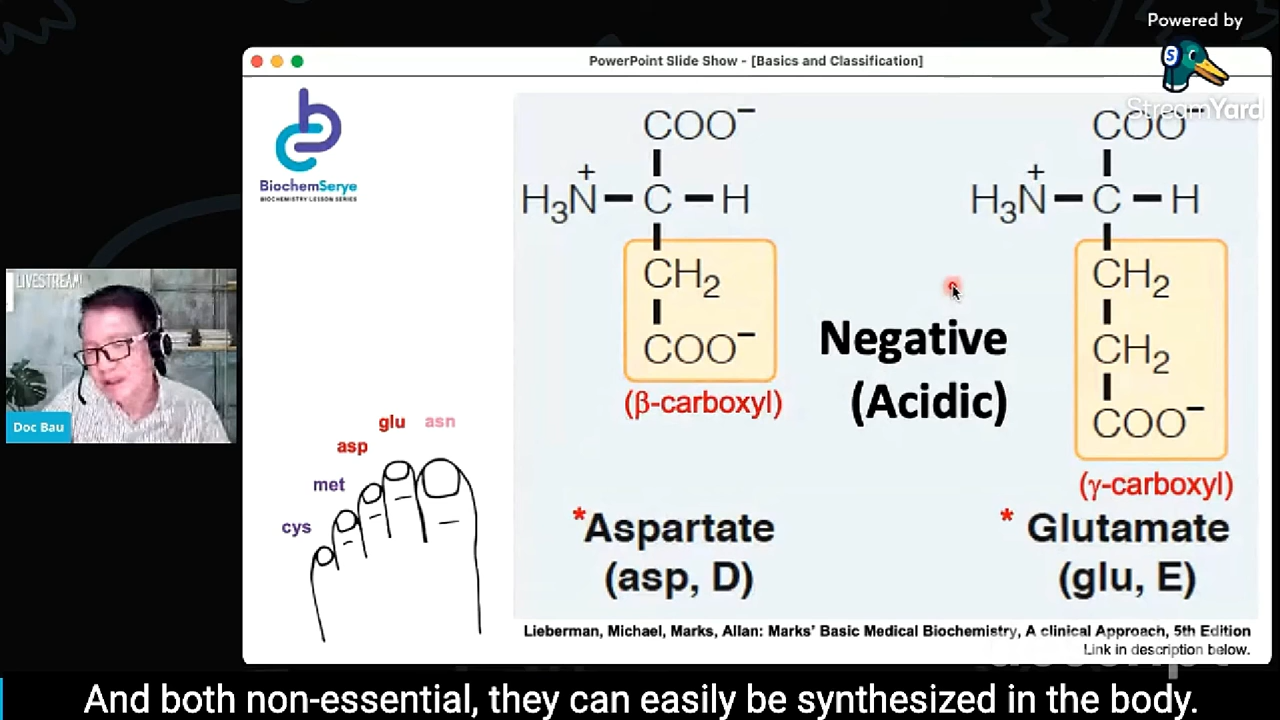 Powered by
StreamYard
PowerPoint Slide Show - [Basics and Classification]
BiochemSerye
BIOCHEMISTRY LESSON SERIES
COO⁻
H₃N⁺ C H
CH₂
COO⁻
(β-carboxyl)
*Aspartate
(asp, D)
Negative
(Acidic)
COO⁻
H₃N⁺ C H
CH₂
CH₂
COO⁻
(γ-carboxyl)
* Glutamate
(glu, E)
cys
met
asp
glu
asn
LIVESTREAM!
Doc Bau
Lieberman, Michael, Marks, Allan: Marks' Basic Medical Biochemistry, A clinical Approach, 5th Edition
Link in description below.
And both non-essential, they can easily be synthesized in the body.